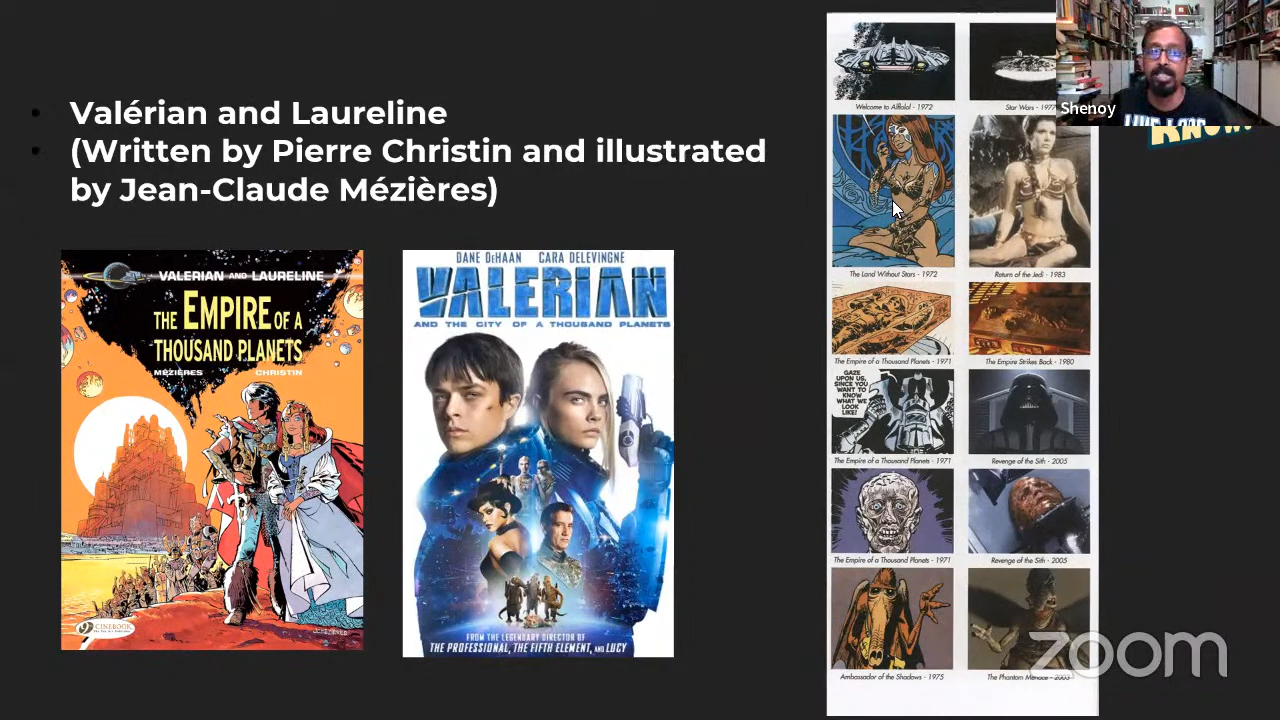 Valérian and Laureline
(Written by Pierre Christin and illustrated
by Jean-Claude Mézières)
VALERIAN AND LAURELINE
THE EMPIRE OF A
THOUSAND PLANETS
MÉZIÈRES CHRISTIN
CINEBOOK
DANE DeHAAN CARA DELEVINGNE
VALERIAN
AND THE CITY OF A THOUSAND PLANETS
FROM THE LEGENDARY DIRECTOR OF
THE PROFESSIONAL, THE FIFTH ELEMENT, AND LUCY
Welcome to Alflolol - 1972
Star Wars - 1977
The Land Without Stars - 1972
Return of the Jedi - 1983
The Empire of a Thousand Planets - 1971
The Empire Strikes Back - 1980
GAZE
UPON US,
SINCE YOU
WANT TO
KNOW
WHAT WE
LOOK
LIKE!
The Empire of a Thousand Planets - 1971
Revenge of the Sith - 2005
The Empire of a Thousand Planets - 1971
Revenge of the Sith - 2005
Ambassador of the Shadows - 1975
The Phantom Menace
Shenoy
zoom